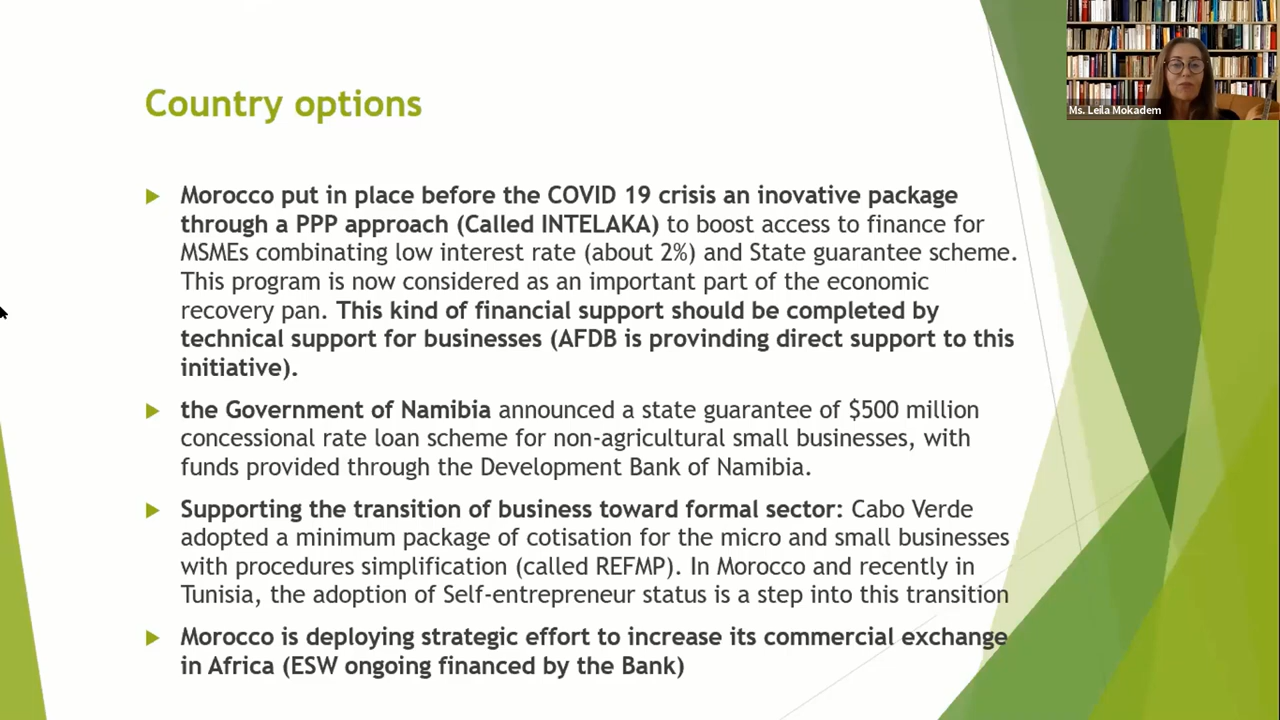 Ms. Leila Mokadem
Country options
Morocco put in place before the COVID 19 crisis an inovative package
through a PPP approach (Called INTELAKA) to boost access to finance for
MSMEs combinating low interest rate (about 2%) and State guarantee scheme.
This program is now considered as an important part of the economic
recovery pan. This kind of financial support should be completed by
technical support for businesses (AFDB is provinding direct support to this
initiative).
the Government of Namibia announced a state guarantee of $500 million
concessional rate loan scheme for non-agricultural small businesses, with
funds provided through the Development Bank of Namibia.
Supporting the transition of business toward formal sector: Cabo Verde
adopted a minimum package of cotisation for the micro and small businesses
with procedures simplification (called REFMP). In Morocco and recently in
Tunisia, the adoption of Self-entrepreneur status is a step into this transition
Morocco is deploying strategic effort to increase its commercial exchange
in Africa (ESW ongoing financed by the Bank)